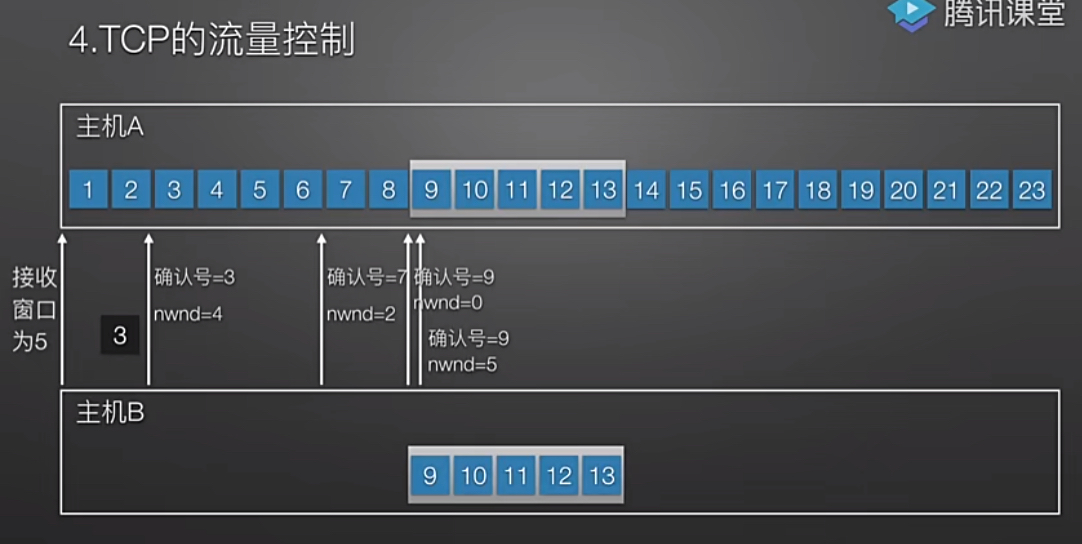 腾讯课堂
4.TCP的流量控制
主机A
1 2 3 4 5 6 7 8 9 10 11 12 13 14 15 16 17 18 19 20 21 22 23
接收
窗口
为5
3
确认号=3
nwnd=4
确认号=7
nwnd=2
确认号=9
nwnd=0
确认号=9
nwnd=5
主机B
9 10 11 12 13